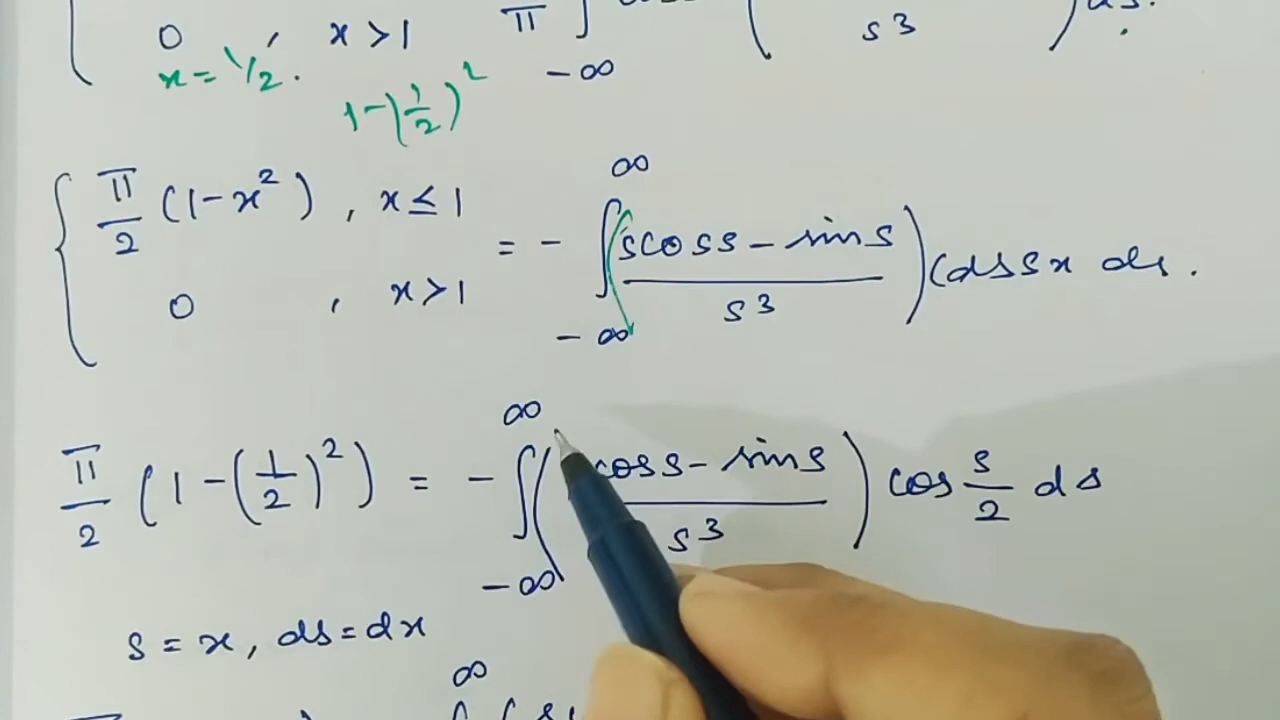 0 , x > 1 π -∞ s³ ds.
x = 1/2. 1-(1/2)²
{ π/2 (1-x²) , x ≤ 1
0 , x > 1
= - ∫_{-∞}^{∞} (s cos s - sin s / s³) cos sx ds.
π/2 (1-(1/2)²) = - ∫_{-∞}^{∞} ( cos s - sin s / s³) cos s/2 ds
s = x, ds = dx
∞